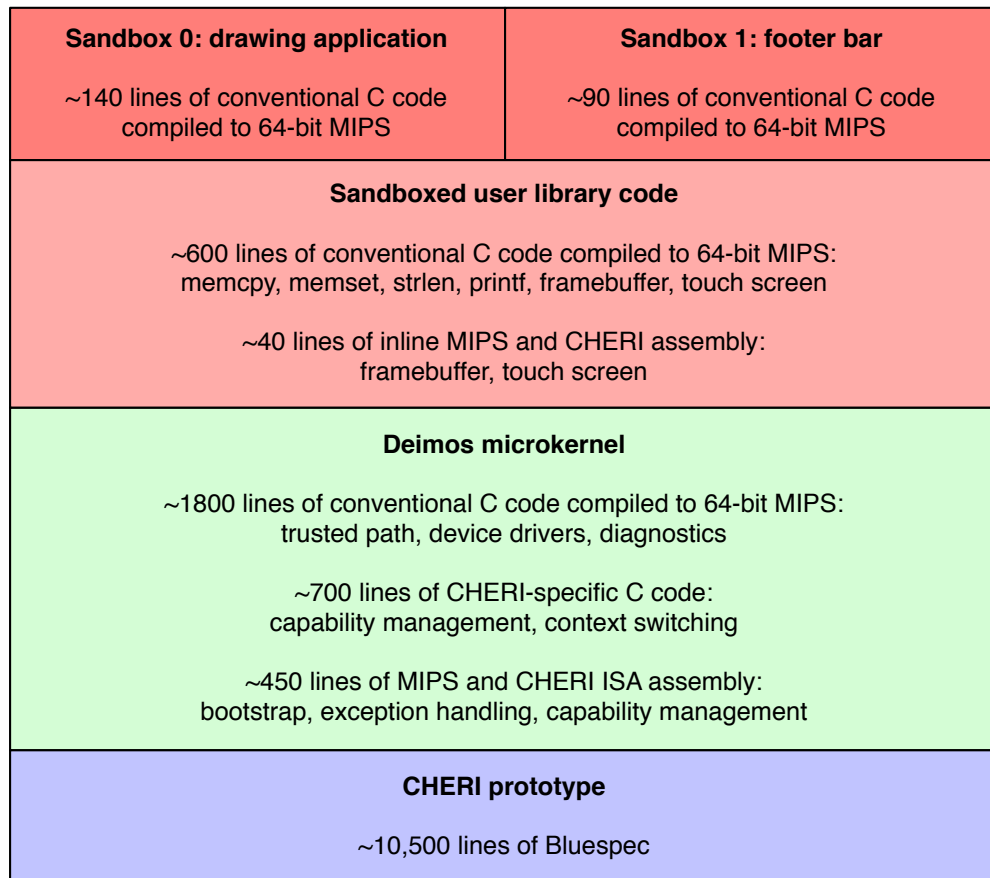 Sandbox 0: drawing application
~140 lines of conventional C code
compiled to 64-bit MIPS
Sandbox 1: footer bar
~90 lines of conventional C code
compiled to 64-bit MIPS
Sandboxed user library code
~600 lines of conventional C code compiled to 64-bit MIPS:
memcpy, memset, strlen, printf, framebuffer, touch screen
~40 lines of inline MIPS and CHERI assembly:
framebuffer, touch screen
Deimos microkernel
~1800 lines of conventional C code compiled to 64-bit MIPS:
trusted path, device drivers, diagnostics
~700 lines of CHERI-specific C code:
capability management, context switching
~450 lines of MIPS and CHERI ISA assembly:
bootstrap, exception handling, capability management
CHERI prototype
~10,500 lines of Bluespec